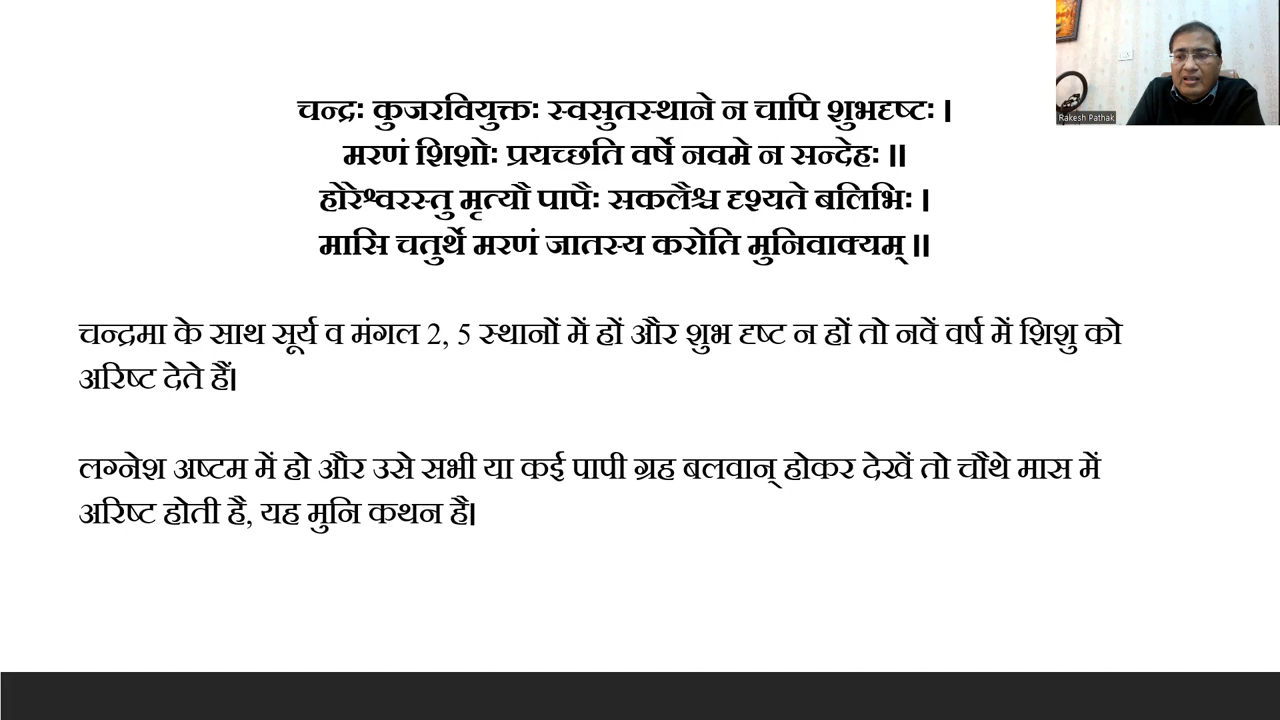 चन्द्रः कुजरवियुक्तः स्वसुतस्थाने न चापि शुभदृष्टः ।
मरणं शिशोः प्रयच्छति वर्षे नवमे न सन्देहः ॥
होरेश्वरस्तु मृत्यौ पापैः सकलैश्च दृश्यते बलिभिः ।
मासि चतुर्थे मरणं जातस्य करोति मुनिवाक्यम् ॥
चन्द्रमा के साथ सूर्य व मंगल 2, 5 स्थानों में हों और शुभ दृष्ट न हों तो नवें वर्ष में शिशु को
अरिष्ट देते हैं।
लग्नेश अष्टम में हो और उसे सभी या कई पापी ग्रह बलवान् होकर देखें तो चौथे मास में
अरिष्ट होती है, यह मुनि कथन है।
Rakesh Pathak